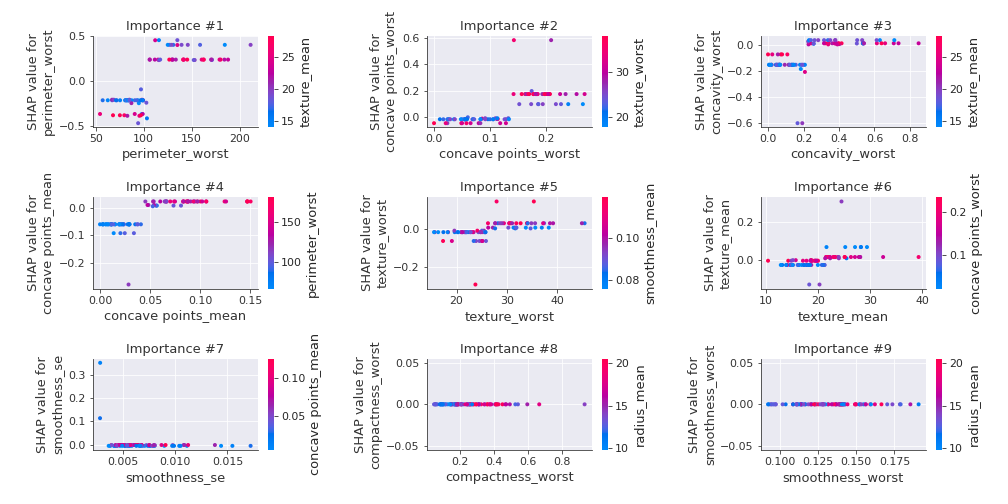 Importance #1
SHAP value for
perimeter_worst
0.5
0.0
−0.5
50 100 150 200
perimeter_worst
25
20
15
texture_mean
Importance #2
SHAP value for
concave points_worst
0.6
0.4
0.2
0.0
0.0 0.1 0.2
concave points_worst
30
20
texture_worst
Importance #3
SHAP value for
concavity_worst
0.0
−0.2
−0.4
−0.6
0.0 0.2 0.4 0.6 0.8
concavity_worst
25
20
15
texture_mean
Importance #4
SHAP value for
concave points_mean
0.0
−0.1
−0.2
0.00 0.05 0.10 0.15
concave points_mean
150
100
perimeter_worst
Importance #5
SHAP value for
texture_worst
0.0
−0.2
20 30 40
texture_worst
0.10
0.08
smoothness_mean
Importance #6
SHAP value for
texture_mean
0.2
0.0
10 20 30 40
texture_mean
0.2
0.1
concave points_worst
Importance #7
SHAP value for
smoothness_se
0.3
0.2
0.1
0.0
0.005 0.010 0.015
smoothness_se
0.10
0.05
concave points_mean
Importance #8
SHAP value for
compactness_worst
0.05
0.00
−0.05
0.2 0.4 0.6 0.8
compactness_worst
20
15
10
radius_mean
Importance #9
SHAP value for
smoothness_worst
0.05
0.00
−0.05
0.100 0.125 0.150 0.175
smoothness_worst
20
15
10
radius_mean